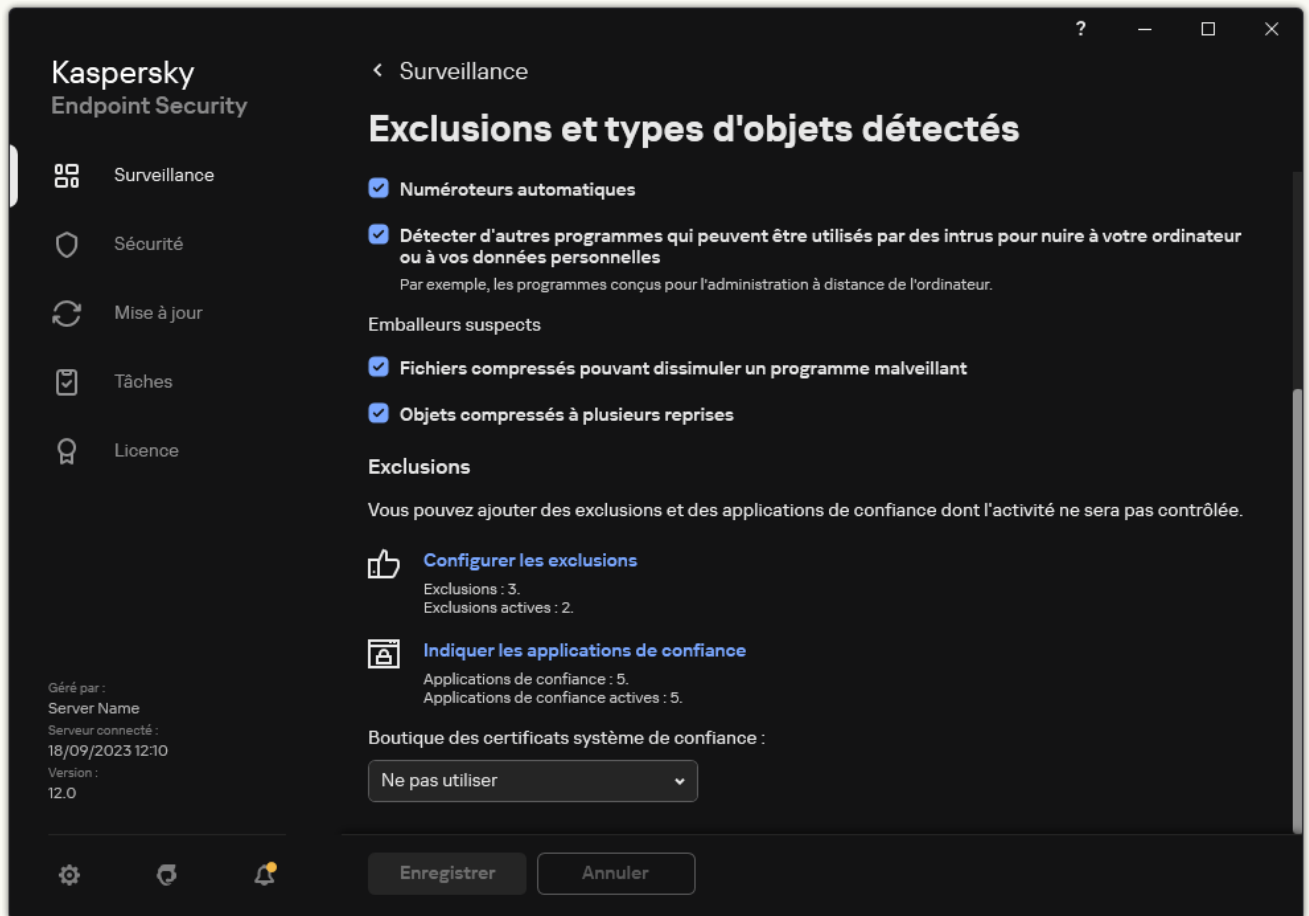 ?
Kaspersky
Endpoint Security
Surveillance
Sécurité
Mise à jour
Tâches
Licence
Géré par :
Server Name
Serveur connecté :
18/09/2023 12:10
Version :
12.0
Surveillance
Exclusions et types d'objets détectés
Numéroteurs automatiques
Détecter d'autres programmes qui peuvent être utilisés par des intrus pour nuire à votre ordinateur
ou à vos données personnelles
Par exemple, les programmes conçus pour l'administration à distance de l'ordinateur.
Emballeurs suspects
Fichiers compressés pouvant dissimuler un programme malveillant
Objets compressés à plusieurs reprises
Exclusions
Vous pouvez ajouter des exclusions et des applications de confiance dont l'activité ne sera pas contrôlée.
Configurer les exclusions
Exclusions : 3.
Exclusions actives : 2.
Indiquer les applications de confiance
Applications de confiance : 5.
Applications de confiance actives : 5.
Boutique des certificats système de confiance :
Ne pas utiliser
Enregistrer
Annuler